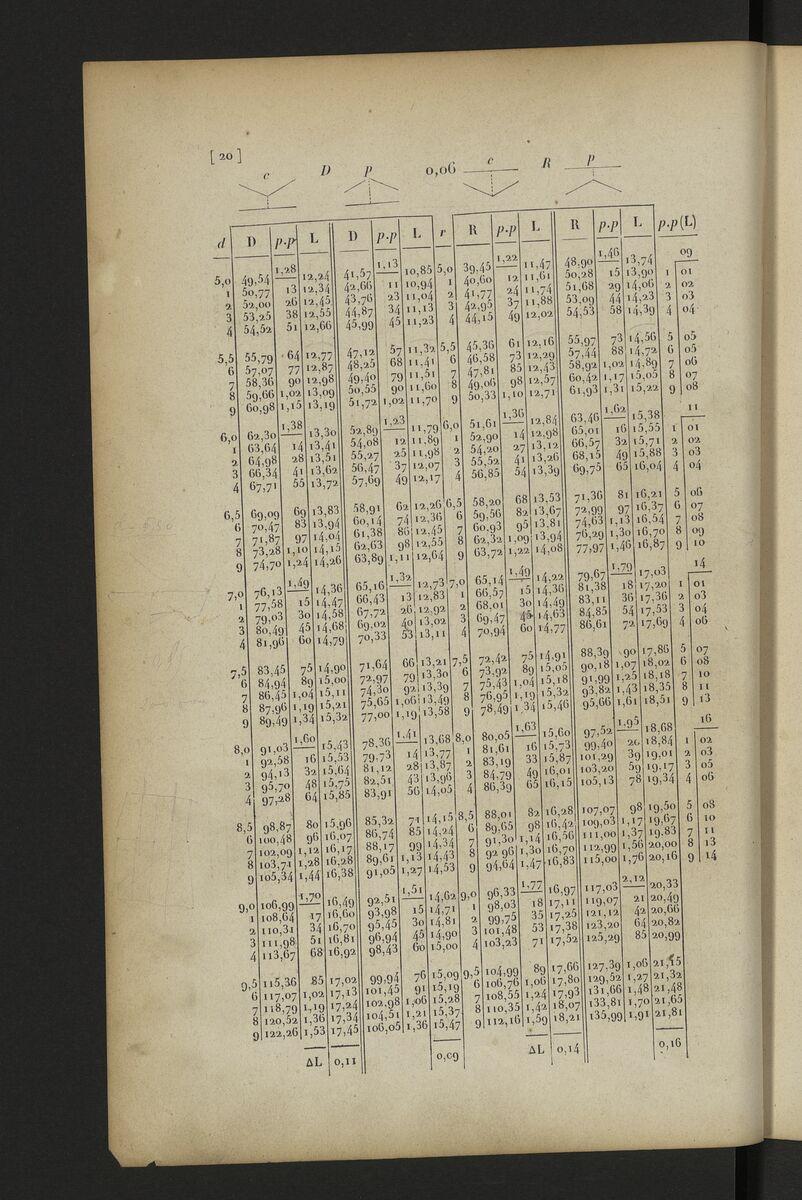 [ 20 ]
c D p 0,06 c R p
d D p.p L D p.p L r R p.p L R p.p L p.p (L)
1,28 1,13 1,22 1,46 09
5,0 49,54 12,24 41,57 10,85 5,0 39,45 11,47 48,90 13,74
1 50,77 13 12,34 42,66 11 10,94 1 40,60 12 11,61 50,28 15 13,90 1 01
2 52,00 26 12,45 43,76 23 11,04 2 41,77 24 11,74 51,68 29 14,06 2 02
3 53,25 38 12,55 44,87 34 11,13 3 42,95 37 11,88 53,09 44 14,23 3 03
4 54,52 51 12,66 45,99 45 11,23 4 44,15 49 12,02 54,53 58 14,39 4 04
5,5 55,79 64 12,77 47,12 57 11,32 5,5 45,36 61 12,16 55,97 73 14,56 5 05
6 57,07 77 12,87 48,25 68 11,41 6 46,58 73 12,29 57,44 88 14,72 6 05
7 58,36 90 12,98 49,40 79 11,51 7 47,81 85 12,43 58,92 1,02 14,89 7 06
8 59,66 1,02 13,09 50,55 90 11,60 8 49,06 98 12,57 60,42 1,17 15,05 8 07
9 60,98 1,15 13,19 51,72 1,02 11,70 9 50,33 1,10 12,71 61,93 1,31 15,22 9 08
1,38 1,23 1,36 1,62 11
6,0 62,30 13,30 52,89 11,79 6,0 51,61 12,84 63,46 15,38
1 63,64 14 13,41 54,08 12 11,89 1 52,90 14 12,98 65,01 16 15,55 1 01
2 64,98 28 13,51 55,27 25 11,98 2 54,20 27 13,12 66,57 32 15,71 2 02
3 66,34 41 13,62 56,47 37 12,07 3 55,52 41 13,26 68,15 49 15,88 3 03
4 67,71 55 13,72 57,69 49 12,17 4 56,85 54 13,39 69,75 65 16,04 4 04
6,5 69,09 69 13,83 58,91 62 12,26 6,5 58,20 68 13,53 71,36 81 16,21 5 06
6 70,47 83 13,94 60,14 74 12,36 6 59,56 82 13,67 72,99 97 16,37 6 07
7 71,87 97 14,04 61,38 86 12,45 7 60,93 95 13,81 74,63 1,13 16,54 7 08
8 73,28 1,10 14,15 62,63 98 12,55 8 62,32 1,09 13,94 76,29 1,30 16,70 8 09
9 74,70 1,24 14,26 63,89 1,11 12,64 9 63,72 1,22 14,08 77,97 1,46 16,87 9 10
1,49 1,32 1,49 1,79 14
7,0 76,13 14,36 65,16 12,73 7,0 65,14 14,22 79,67 17,03
1 77,58 15 14,47 66,43 13 12,83 1 66,57 15 14,36 81,38 18 17,20 1 01
2 79,03 30 14,58 67,72 26 12,92 2 68,01 30 14,49 83,11 36 17,36 2 03
3 80,49 45 14,68 69,02 40 13,02 3 69,47 45 14,63 84,85 54 17,53 3 04
4 81,96 60 14,79 70,33 53 13,11 4 70,94 60 14,77 86,61 72 17,69 4 06
7,5 83,45 75 14,90 71,64 66 13,21 7,5 72,42 75 14,91 88,39 90 17,86 5 07
6 84,94 89 15,00 72,97 79 13,30 6 73,92 89 15,05 90,18 1,07 18,02 6 08
7 86,45 1,04 15,11 74,30 92 13,39 7 75,43 1,04 15,18 91,99 1,25 18,18 7 10
8 87,96 1,19 15,21 75,65 1,06 13,49 8 76,95 1,19 15,32 93,82 1,43 18,35 8 11
9 89,49 1,34 15,32 77,00 1,19 13,58 9 78,49 1,34 15,46 95,66 1,61 18,51 9 13
1,60 1,41 1,63 1,95 16
8,0 91,03 15,43 78,36 13,68 8,0 80,05 15,60 97,52 18,68
1 92,58 16 15,53 79,73 14 13,77 1 81,61 16 15,73 99,40 20 18,84 1 02
2 94,13 32 15,64 81,12 28 13,87 2 83,19 33 15,87 101,29 39 19,01 2 03
3 95,70 48 15,75 82,51 43 13,96 3 84,79 49 16,01 103,20 59 19,17 3 05
4 97,28 64 15,85 83,91 56 14,05 4 86,39 65 16,15 105,13 78 19,34 4 06
8,5 98,87 80 15,96 85,32 71 14,15 8,5 88,01 82 16,28 107,07 98 19,50 5 08
6 100,48 96 16,07 86,74 85 14,24 6 89,65 98 16,42 109,03 1,17 19,67 6 10
7 102,09 1,12 16,17 88,17 99 14,34 7 91,30 1,14 16,56 111,00 1,37 19,83 7 11
8 103,71 1,28 16,28 89,61 1,13 14,43 8 92 96 1,30 16,70 112,99 1,56 20,00 8 13
9 105,34 1,44 16,38 91,05 1,27 14,53 9 94,64 1,47 16,83 115,00 1,76 20,16 9 14
1,70 1,51 1,77 2,12
9,0 106,99 16,49 92,51 14,62 9,0 96,33 16,97 117,03 20,33
1 108,64 17 16,60 93,98 15 14,71 1 98,03 18 17,11 119,07 21 20,49
2 110,31 34 16,70 95,45 30 14,81 2 99,75 35 17,25 121,12 42 20,66
3 111,98 51 16,81 96,94 45 14,90 3 101,48 53 17,38 123,20 64 20,82
4 113,67 68 16,92 98,43 60 15,00 4 103,23 71 17,52 125,29 85 20,99
9,5 115,36 85 17,02 99,94 76 15,09 9,5 104,99 89 17,66 127,39 1,06 21,15
6 117,07 1,02 17,13 101,45 91 15,19 6 106,76 1,06 17,80 129,52 1,27 21,32
7 118,79 1,19 17,24 102,98 1,06 15,28 7 108,55 1,24 17,93 131,66 1,48 21,48
8 120,52 1,36 17,34 104,51 1,21 15,37 8 110,35 1,42 18,07 133,81 1,70 21,65
9 122,26 1,53 17,45 106,05 1,36 15,47 9 112,16 1,59 18,21 135,99 1,91 21,81
ΔL 0,11 0,09 ΔL 0,14 0,16